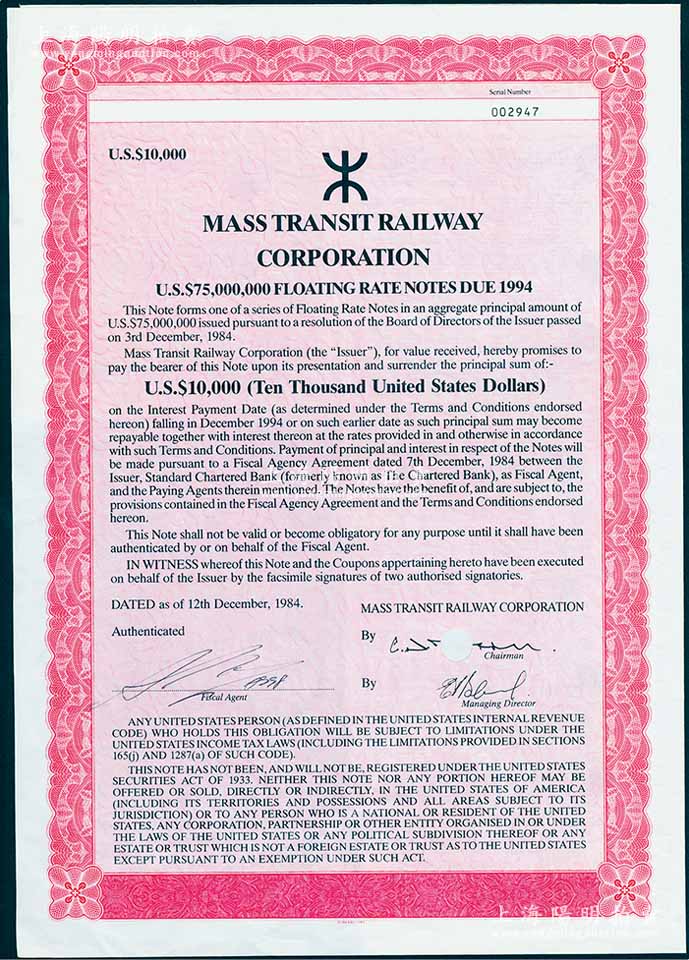 上海陽明拍賣
www.yangmingauction.com
Serial Number
002947
U.S.$10,000
MASS TRANSIT RAILWAY
CORPORATION
U.S.$75,000,000 FLOATING RATE NOTES DUE 1994
This Note forms one of a series of Floating Rate Notes in an aggregate principal amount of
U.S.$75,000,000 issued pursuant to a resolution of the Board of Directors of the Issuer passed
on 3rd December, 1984.
Mass Transit Railway Corporation (the "Issuer"), for value received, hereby promises to
pay the bearer of this Note upon its presentation and surrender the principal sum of:-
U.S.$10,000 (Ten Thousand United States Dollars)
on the Interest Payment Date (as determined under the Terms and Conditions endorsed
hereon) falling in December 1994 or on such earlier date as such principal sum may become
repayable together with interest thereon at the rates provided in and otherwise in accordance
with such Terms and Conditions. Payment of principal and interest in respect of the Notes will
be made pursuant to a Fiscal Agency Agreement dated 7th December, 1984 between the
Issuer, Standard Chartered Bank (formerly known as The Chartered Bank), as Fiscal Agent,
and the Paying Agents therein mentioned. The Notes have the benefit of, and are subject to, the
provisions contained in the Fiscal Agency Agreement and the Terms and Conditions endorsed
hereon.
This Note shall not be valid or become obligatory for any purpose until it shall have been
authenticated by or on behalf of the Fiscal Agent.
IN WITNESS whereof this Note and the Coupons appertaining hereto have been executed
on behalf of the Issuer by the facsimile signatures of two authorised signatories.
DATED as of 12th December, 1984.
MASS TRANSIT RAILWAY CORPORATION
Authenticated
By
Chairman
By
Fiscal Agent
Managing Director
ANY UNITED STATES PERSON (AS DEFINED IN THE UNITED STATES INTERNAL REVENUE
CODE) WHO HOLDS THIS OBLIGATION WILL BE SUBJECT TO LIMITATIONS UNDER THE
UNITED STATES INCOME TAX LAWS (INCLUDING THE LIMITATIONS PROVIDED IN SECTIONS
165(j) AND 1287(a) OF SUCH CODE).
THIS NOTE HAS NOT BEEN, AND WILL NOT BE, REGISTERED UNDER THE UNITED STATES
SECURITIES ACT OF 1933. NEITHER THIS NOTE NOR ANY PORTION HEREOF MAY BE
OFFERED OR SOLD, DIRECTLY OR INDIRECTLY, IN THE UNITED STATES OF AMERICA
(INCLUDING ITS TERRITORIES AND POSSESSIONS AND ALL AREAS SUBJECT TO ITS
JURISDICTION) OR TO ANY PERSON WHO IS A NATIONAL OR RESIDENT OF THE UNITED
STATES, ANY CORPORATION, PARTNERSHIP OR OTHER ENTITY ORGANISED IN OR UNDER
THE LAWS OF THE UNITED STATES OR ANY POLITICAL SUBDIVISION THEREOF OR ANY
ESTATE OR TRUST WHICH IS NOT A FOREIGN ESTATE OR TRUST AS TO THE UNITED STATES
EXCEPT PURSUANT TO AN EXEMPTION UNDER SUCH ACT.
上海陽明拍賣
www.yangmingauction.com